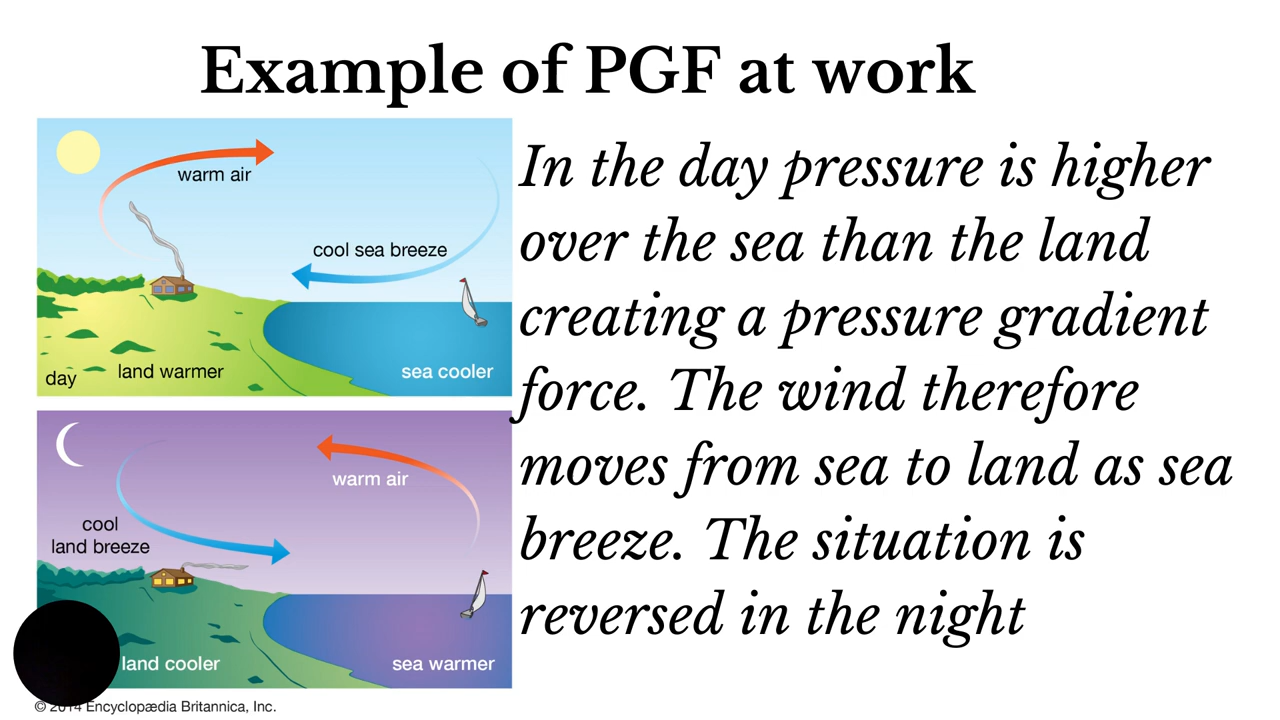 Example of PGF at work
warm air
cool sea breeze
day
land warmer
sea cooler
In the day pressure is higher
over the sea than the land
creating a pressure gradient
force. The wind therefore
moves from sea to land as sea
breeze. The situation is
reversed in the night
warm air
cool
land breeze
land cooler
sea warmer
© 2014 Encyclopædia Britannica, Inc.